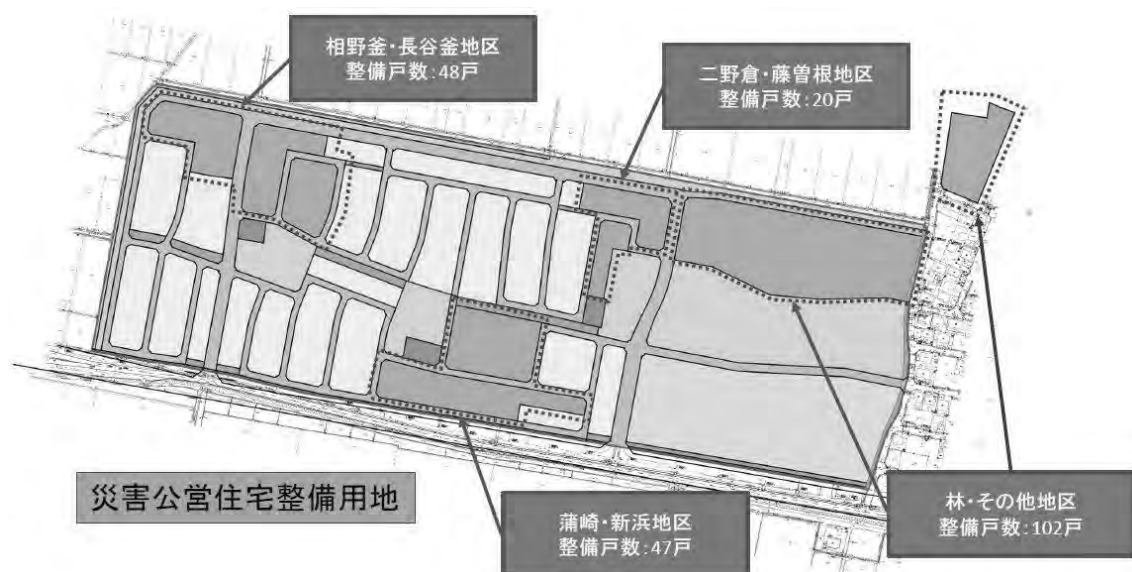 相野釜・長谷釜地区
整備戸数:48戸
二野倉・藤曽根地区
整備戸数:20戸
災害公営住宅整備用地
蒲崎・新浜地区
整備戸数:47戸
林・その他地区
整備戸数:102戸